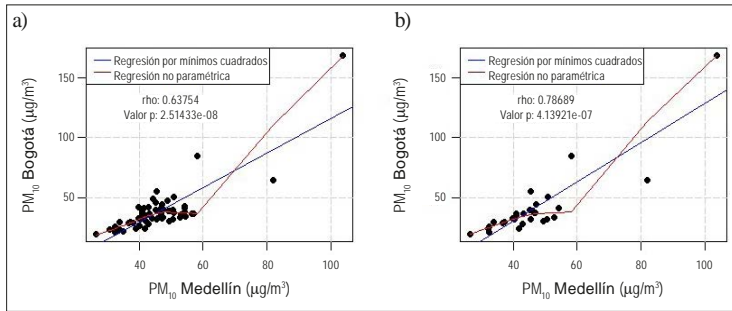 a)
Regresión por mínimos cuadrados
Regresión no paramétrica
rho: 0.63754
Valor p: 2.51433e-08
150
100
50
PM₁₀ Bogotá (µg/m³)
40 60 80 100
PM₁₀ Medellín (µg/m³)
b)
Regresión por mínimos cuadrados
Regresión no paramétrica
rho: 0.78689
Valor p: 4.13921e-07
150
100
50
PM₁₀ Bogotá (µg/m³)
40 60 80 100
PM₁₀ Medellín (µg/m³)